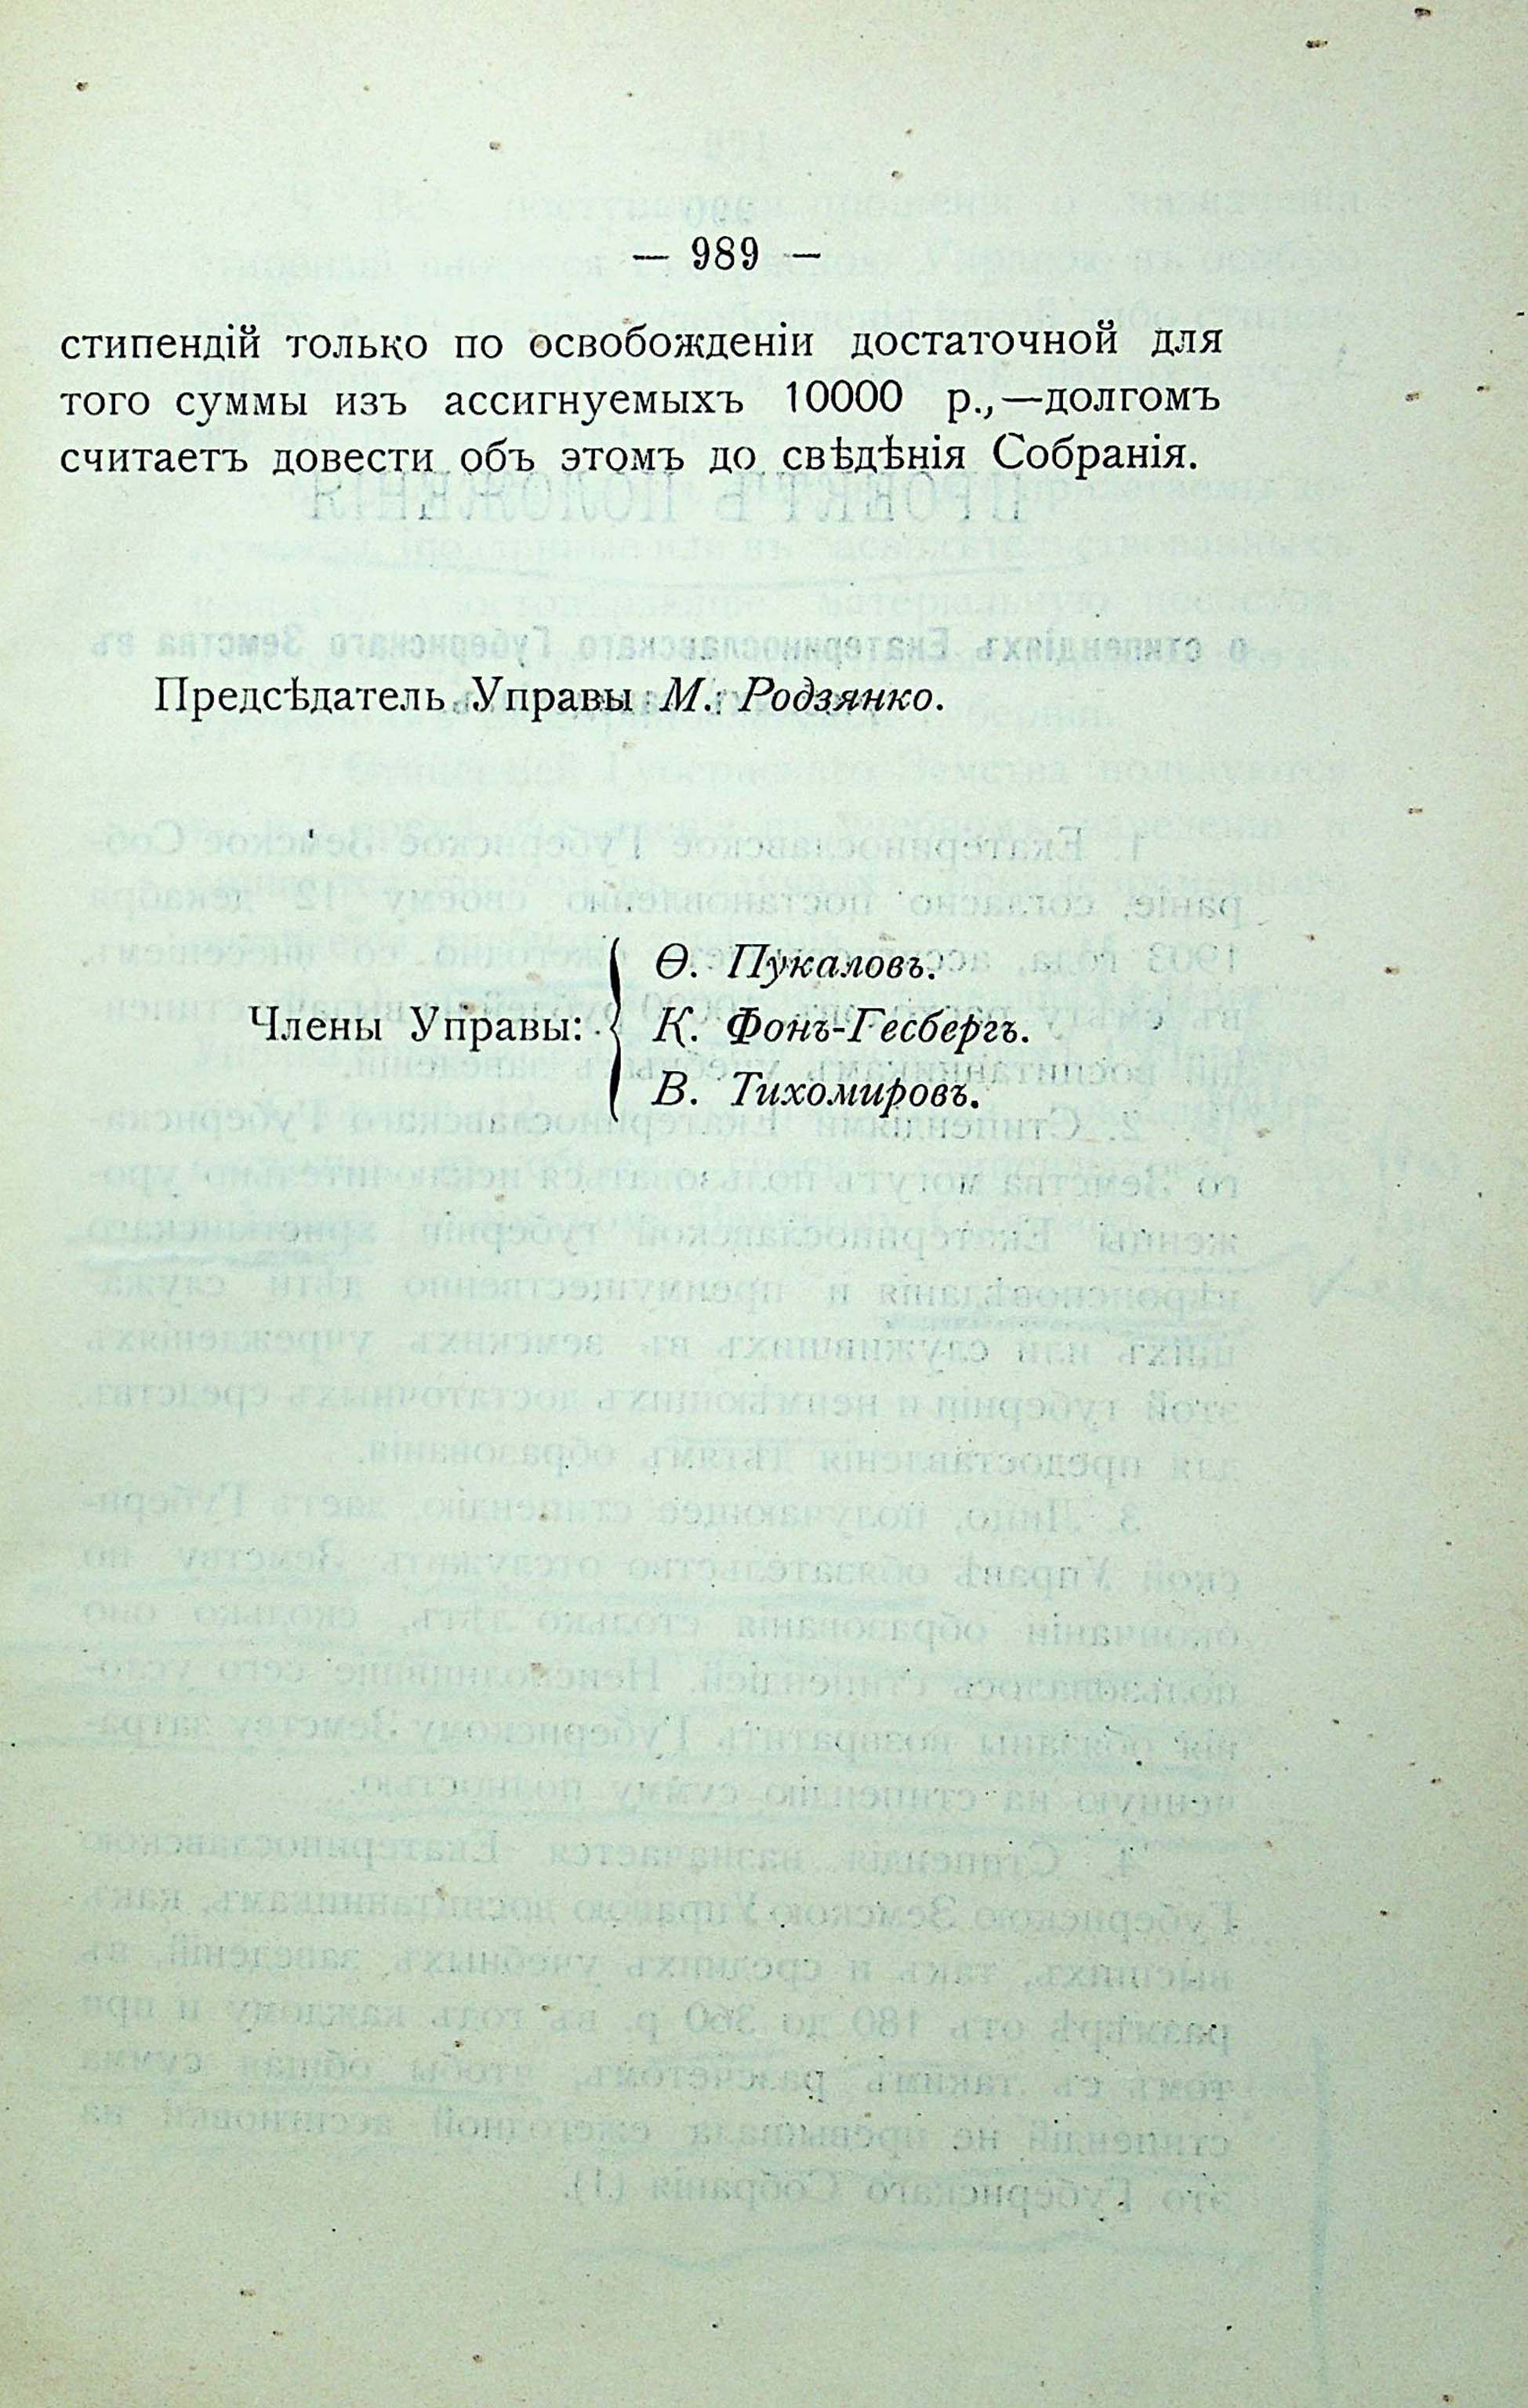 — 989 —
стипендій только по освобожденіи достаточной для
того суммы изъ ассигнуемыхъ 10000 р.,—долгомъ
считаетъ довести объ этомъ до свѣдѣнія Собранія.
Предсѣдатель Управы М. Родзянко.
Ѳ. Пукаловъ.
Члены Управы: К. Фонъ-Гесбергъ.
В. Тихомировъ.